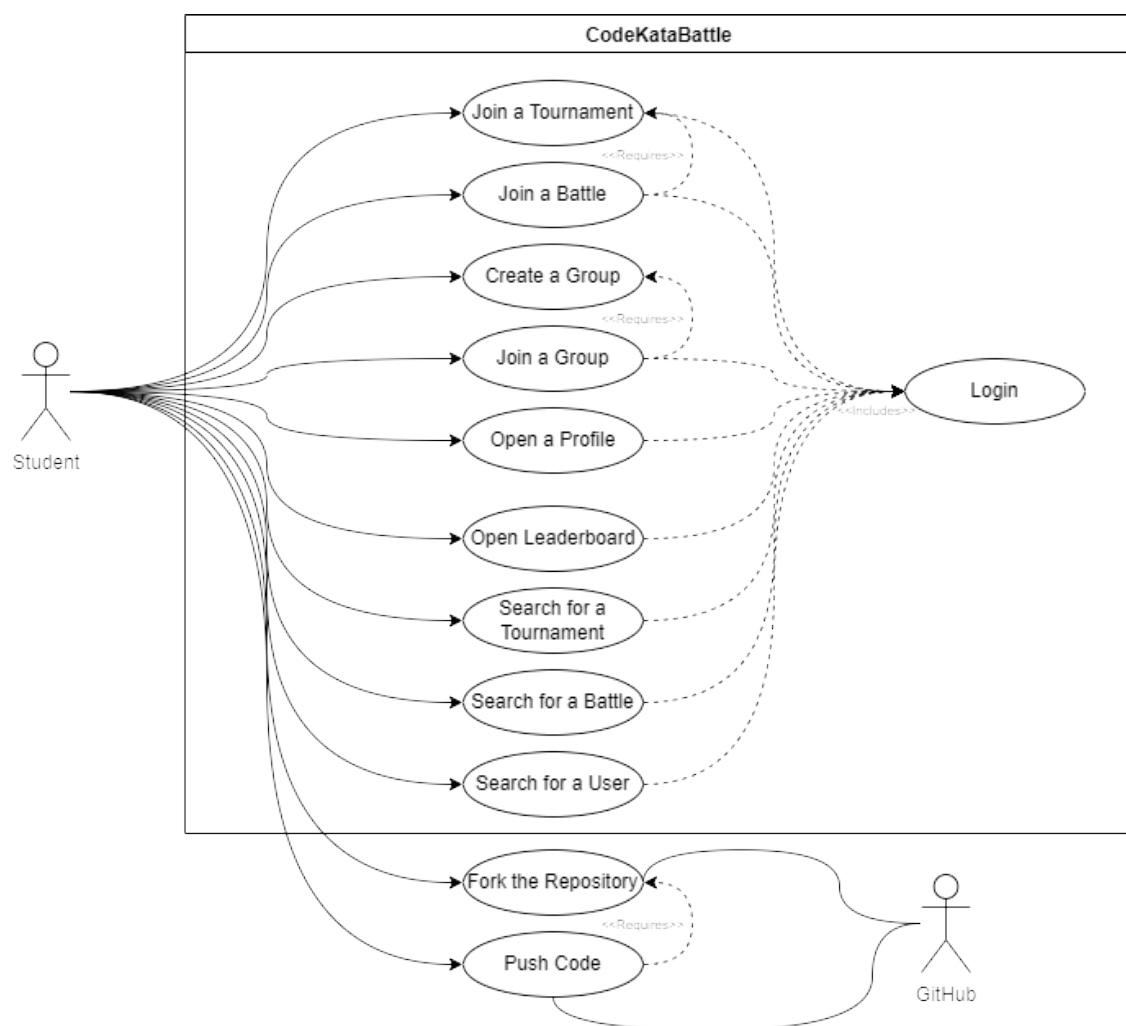 CodeKataBattle
Join a Tournament
<<Requires>>
Join a Battle
Create a Group
<<Requires>>
Join a Group
Login
<<Includes>>
Student
Open a Profile
Open Leaderboard
Search for a
Tournament
Search for a Battle
Search for a User
Fork the Repository
<<Requires>>
Push Code
GitHub